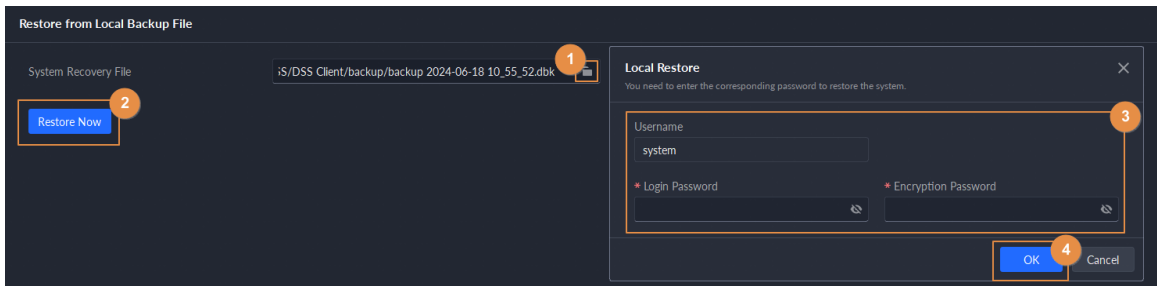 Restore from Local Backup File
System Recovery File
iS/DSS Client/backup/backup 2024-06-18 10_55_52.dbk
1
2
Restore Now
Local Restore
You need to enter the corresponding password to restore the system.
3
Username
system
* Login Password
* Encryption Password
4
OK
Cancel